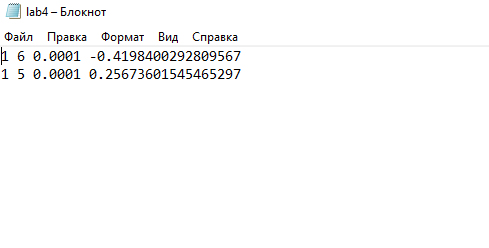 lab4 – Блокнот
Файл Правка Формат Вид Справка
1 6 0.0001 -0.4198400292809567
1 5 0.0001 0.25673601545465297